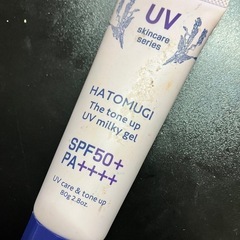 UV
skincare
series
HATOMUGI
The tone up
UV milky gel
SPF50+
PA++++
UV care & tone up
80g 2.8oz.